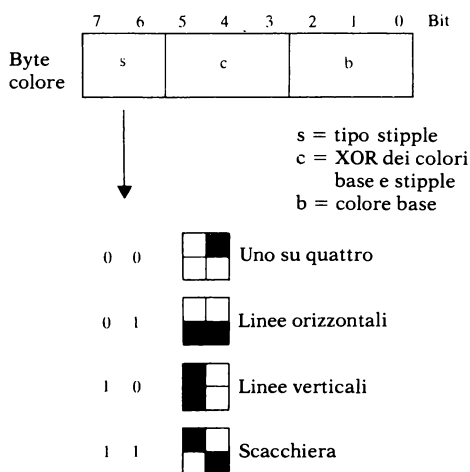 7 6 5 4 3 2 1 0 Bit
Byte
colore
s c b
s = tipo stipple
c = XOR dei colori
base e stipple
b = colore base
0 0 Uno su quattro
0 1 Linee orizzontali
1 0 Linee verticali
1 1 Scacchiera